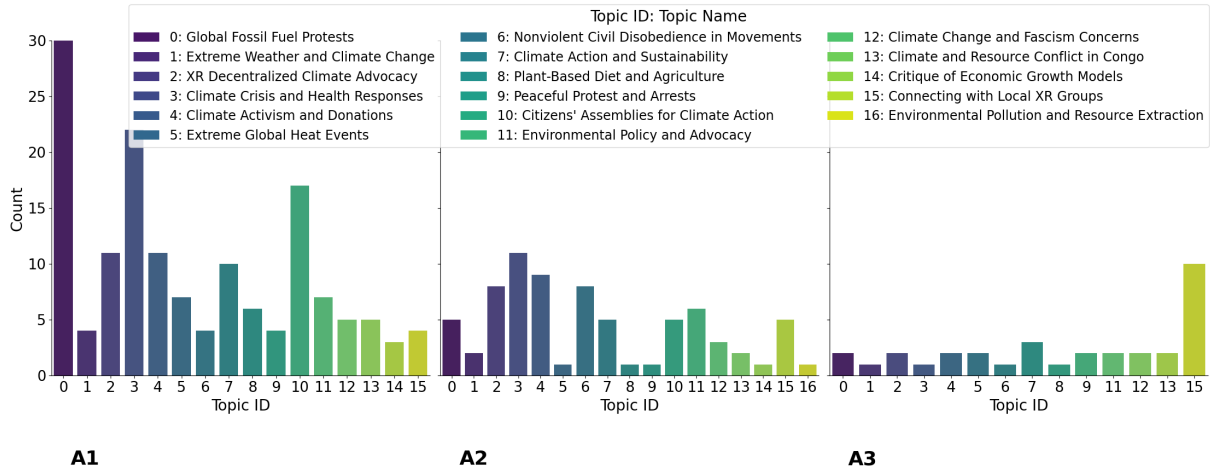 Topic ID: Topic Name
0: Global Fossil Fuel Protests
1: Extreme Weather and Climate Change
2: XR Decentralized Climate Advocacy
3: Climate Crisis and Health Responses
4: Climate Activism and Donations
5: Extreme Global Heat Events
6: Nonviolent Civil Disobedience in Movements
7: Climate Action and Sustainability
8: Plant-Based Diet and Agriculture
9: Peaceful Protest and Arrests
10: Citizens' Assemblies for Climate Action
11: Environmental Policy and Advocacy
12: Climate Change and Fascism Concerns
13: Climate and Resource Conflict in Congo
14: Critique of Economic Growth Models
15: Connecting with Local XR Groups
16: Environmental Pollution and Resource Extraction
Count
30
25
20
15
10
5
0
0 1 2 3 4 5 6 7 8 9 10 11 12 13 14 15
Topic ID
A1
0 1 2 3 4 5 6 7 8 9 10 11 12 13 14 15 16
Topic ID
A2
0 1 2 3 4 5 6 7 8 9 10 11 12 13 15
Topic ID
A3